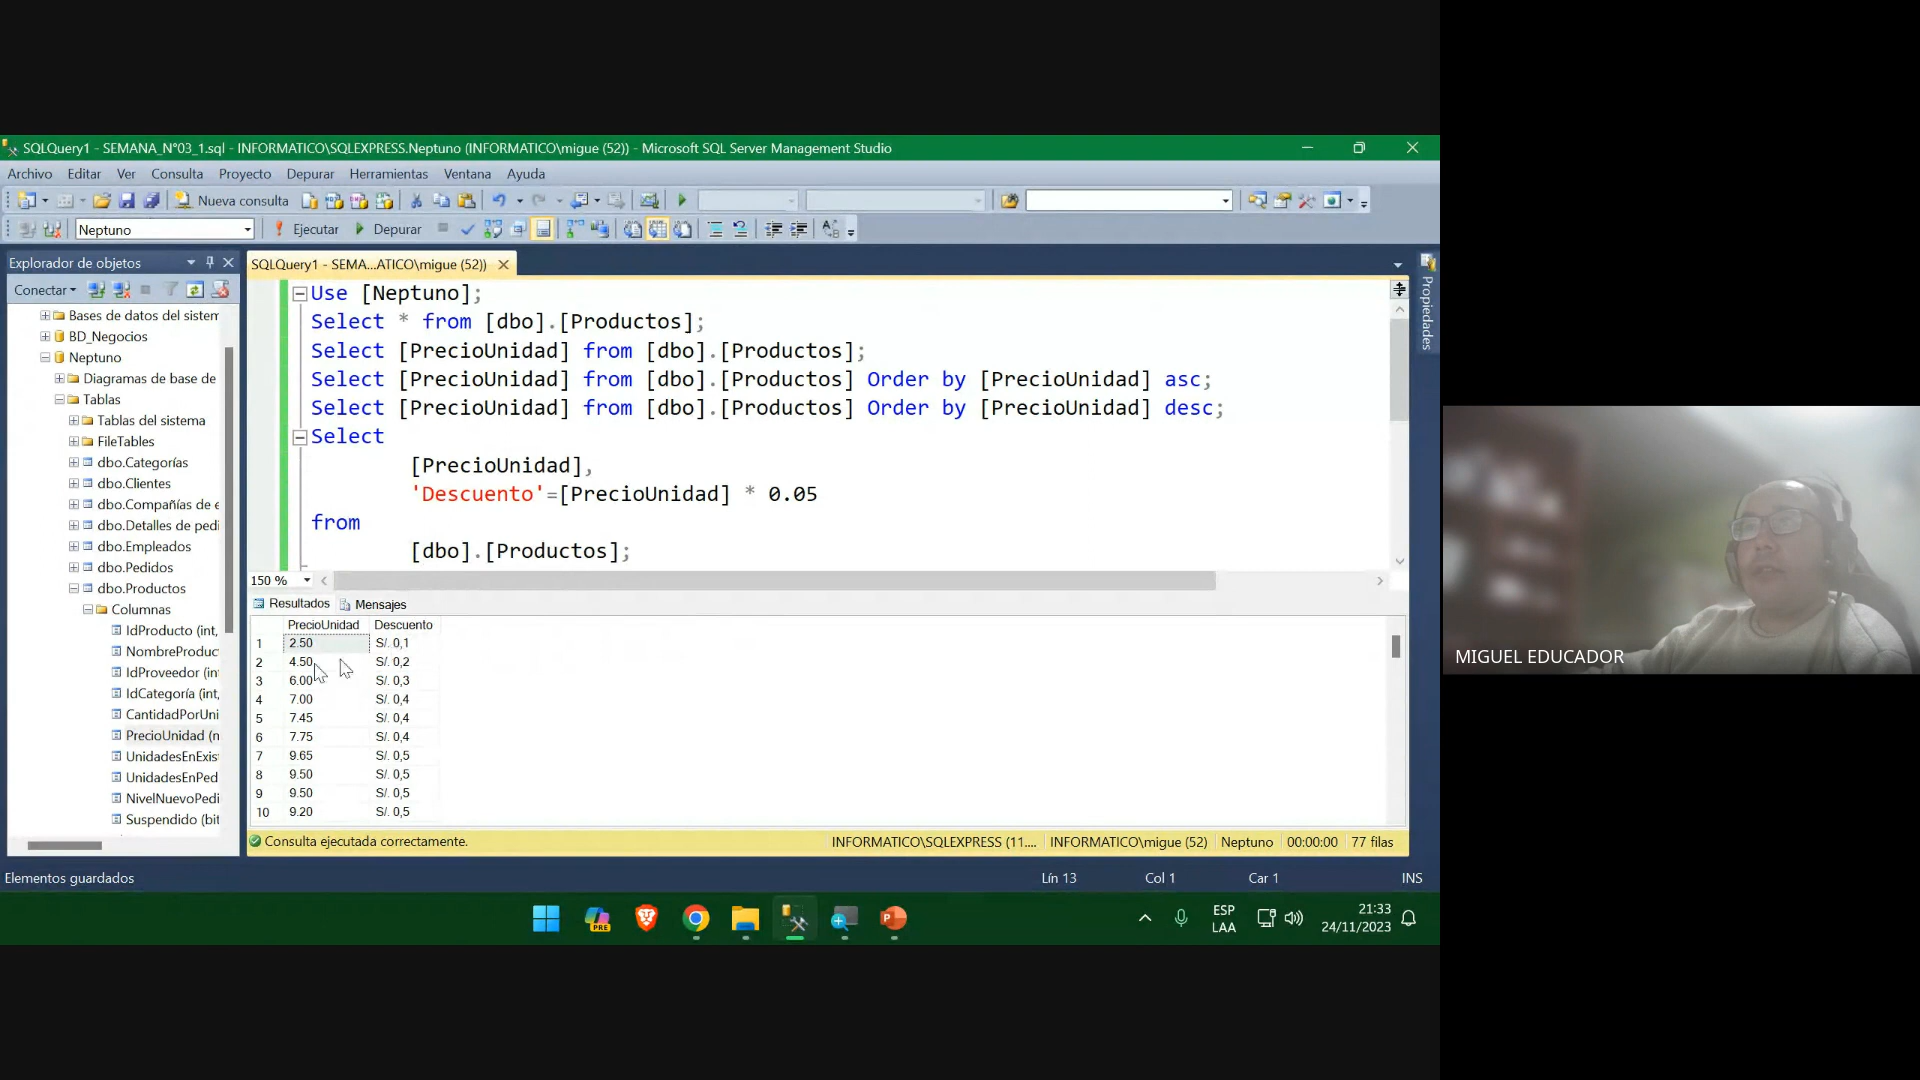 SQLQuery1 - SEMANA_N°03_1.sql - INFORMATICO\SQLEXPRESS.Neptuno (INFORMATICO\migue (52)) - Microsoft SQL Server Management Studio
Archivo Editar Ver Consulta Proyecto Depurar Herramientas Ventana Ayuda
Nueva consulta
Neptuno Ejecutar Depurar
Explorador de objetos
Conectar
Bases de datos del sistem
BD_Negocios
Neptuno
Diagramas de base de
Tablas
Tablas del sistema
FileTables
dbo.Categorías
dbo.Clientes
dbo.Compañías de e
dbo.Detalles de pedi
dbo.Empleados
dbo.Pedidos
dbo.Productos
Columnas
IdProducto (int,
NombreProduc
IdProveedor (int
IdCategoría (int,
CantidadPorUni
PrecioUnidad (n
UnidadesEnExis
UnidadesEnPed
NivelNuevoPedi
Suspendido (bit
SQLQuery1 - SEMA...ATICO\migue (52))
Use [Neptuno];
Select * from [dbo].[Productos];
Select [PrecioUnidad] from [dbo].[Productos];
Select [PrecioUnidad] from [dbo].[Productos] Order by [PrecioUnidad] asc;
Select [PrecioUnidad] from [dbo].[Productos] Order by [PrecioUnidad] desc;
Select
[PrecioUnidad],
'Descuento'=[PrecioUnidad] * 0.05
from
[dbo].[Productos];
150 %
Resultados Mensajes
PrecioUnidad Descuento
1 2.50 S/. 0,1
2 4.50 S/. 0,2
3 6.00 S/. 0,3
4 7.00 S/. 0,4
5 7.45 S/. 0,4
6 7.75 S/. 0,4
7 9.65 S/. 0,5
8 9.50 S/. 0,5
9 9.50 S/. 0,5
10 9.20 S/. 0,5
Consulta ejecutada correctamente. INFORMATICO\SQLEXPRESS (11.... INFORMATICO\migue (52) Neptuno 00:00:00 77 filas
Propiedades
Elementos guardados Lín 13 Col 1 Car 1 INS
PRE
ESP
LAA
21:33
24/11/2023
MIGUEL EDUCADOR